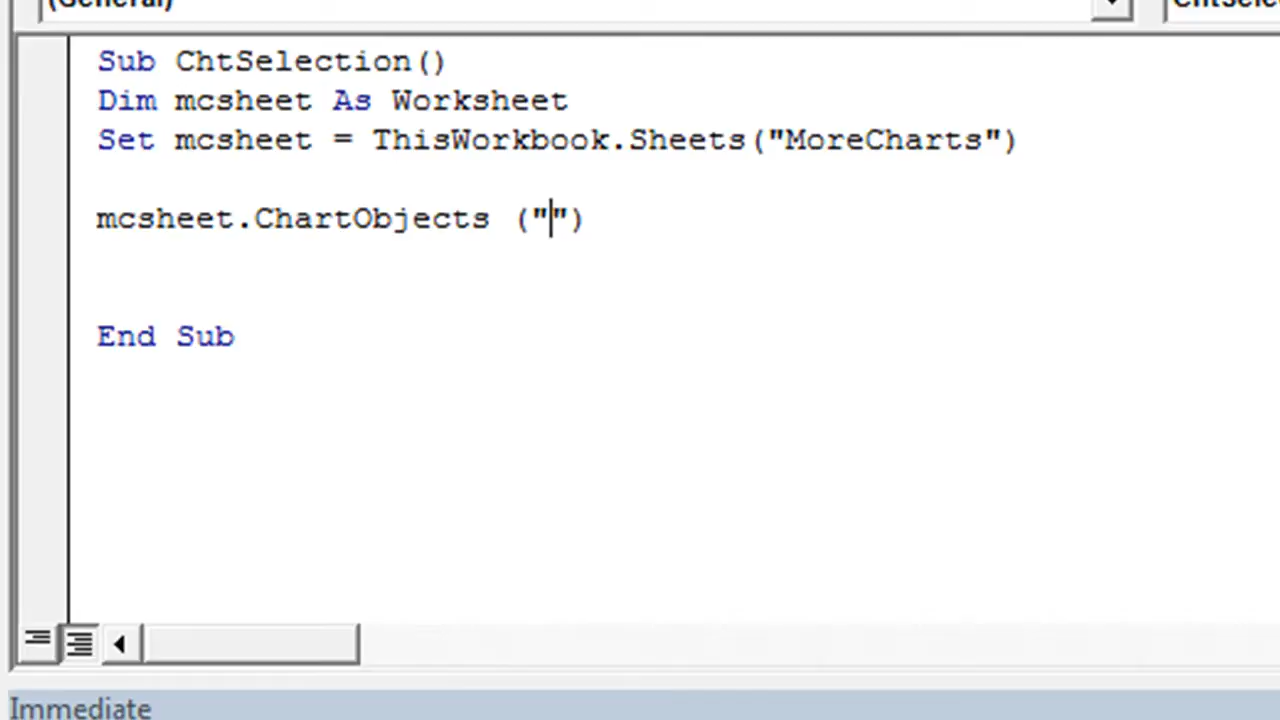 (General)
Sub ChtSelection()
Dim mcsheet As Worksheet
Set mcsheet = ThisWorkbook.Sheets("MoreCharts")
mcsheet.ChartObjects ("")
End Sub
Immediate